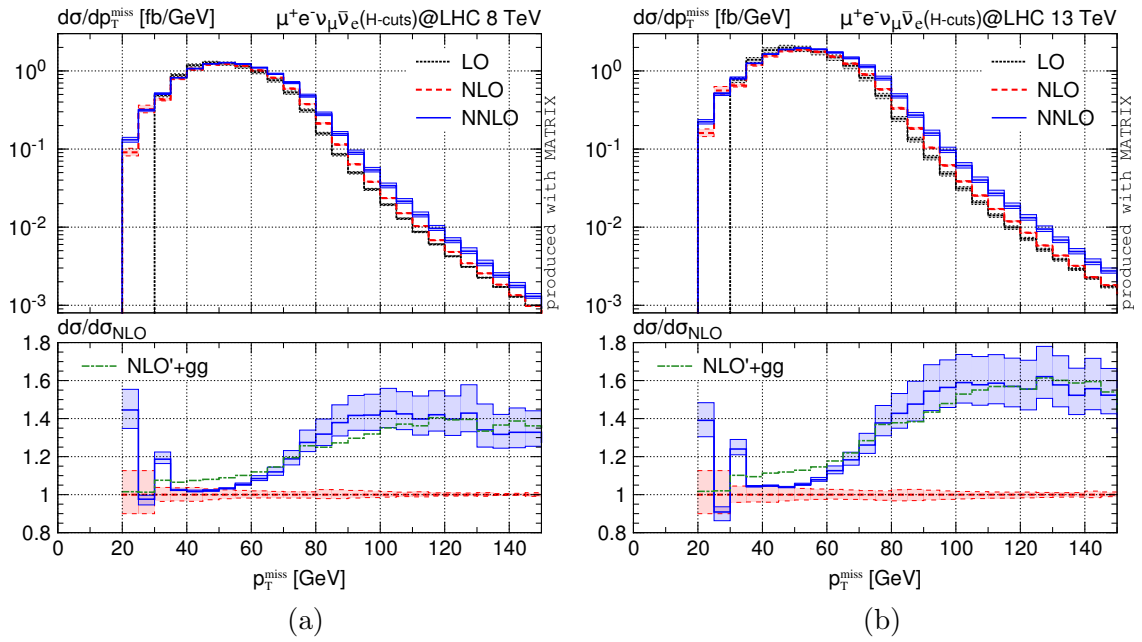 dσ/dp_T^miss [fb/GeV] μ⁺e⁻ν_μν̄_e(H-cuts)@LHC 8 TeV
10⁰
10⁻¹
10⁻²
10⁻³
LO
NLO
NNLO
produced with MATRIX
dσ/dσ_NLO
1.8
1.6
1.4
1.2
1
0.8
NLO'+gg
0 20 40 60 80 100 120 140
p_T^miss [GeV]
(a)
dσ/dp_T^miss [fb/GeV] μ⁺e⁻ν_μν̄_e(H-cuts)@LHC 13 TeV
10⁰
10⁻¹
10⁻²
10⁻³
LO
NLO
NNLO
produced with MATRIX
dσ/dσ_NLO
1.8
1.6
1.4
1.2
1
0.8
NLO'+gg
0 20 40 60 80 100 120 140
p_T^miss [GeV]
(b)